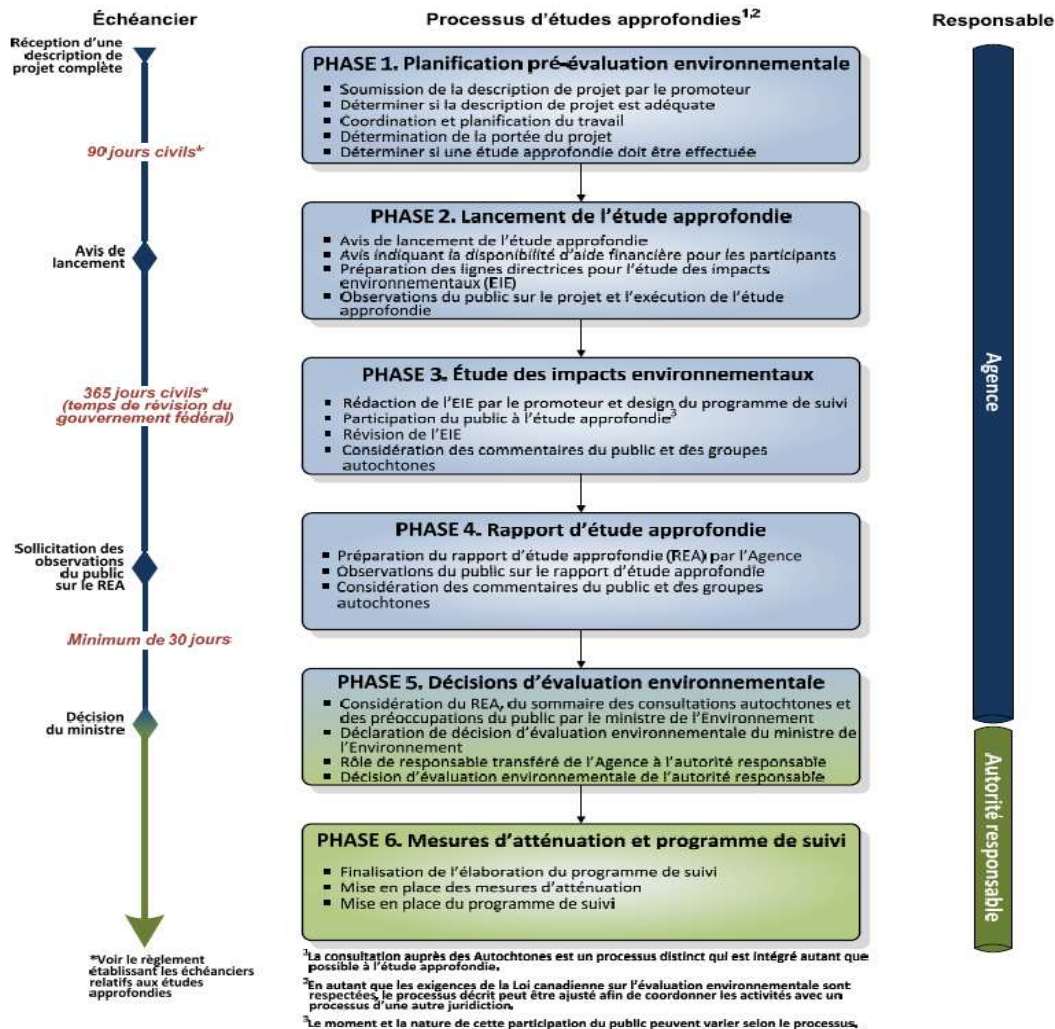 Échéancier
Processus d'études approfondies1,2
Responsable
Réception d'une
description de
projet complète
90 jours civils*
Avis de
lancement
365 jours civils*
(temps de révision du
gouvernement fédéral)
Sollicitation des
observations
du public
sur le REA
Minimum de 30 jours
Décision
du ministre
*Voir le règlement
établissant les échéanciers
relatifs aux études
approfondies
PHASE 1. Planification pré-évaluation environnementale
▪ Soumission de la description de projet par le promoteur
▪ Déterminer si la description de projet est adéquate
▪ Coordination et planification du travail
▪ Détermination de la portée du projet
▪ Déterminer si une étude approfondie doit être effectuée
PHASE 2. Lancement de l'étude approfondie
▪ Avis de lancement de l'étude approfondie
▪ Avis indiquant la disponibilité d'aide financière pour les participants
▪ Préparation des lignes directrices pour l'étude des impacts
environnementaux (EIE)
▪ Observations du public sur le projet et l'exécution de l'étude
approfondie
PHASE 3. Étude des impacts environnementaux
▪ Rédaction de l'EIE par le promoteur et design du programme de suivi
▪ Participation du public à l'étude approfondie3
▪ Révision de l'EIE
▪ Considération des commentaires du public et des groupes
autochtones
PHASE 4. Rapport d'étude approfondie
▪ Préparation du rapport d'étude approfondie (REA) par l'Agence
▪ Observations du public sur le rapport d'étude approfondie
▪ Considération des commentaires du public et des groupes
autochtones
PHASE 5. Décisions d'évaluation environnementale
▪ Considération du REA, du sommaire des consultations autochtones et
des préoccupations du public par le ministre de l'Environnement
▪ Déclaration de décision d'évaluation environnementale du ministre de
l'Environnement
▪ Rôle de responsable transféré de l'Agence à l'autorité responsable
▪ Décision d'évaluation environnementale de l'autorité responsable
PHASE 6. Mesures d'atténuation et programme de suivi
▪ Finalisation de l'élaboration du programme de suivi
▪ Mise en place des mesures d'atténuation
▪ Mise en place du programme de suivi
1La consultation auprès des Autochtones est un processus distinct qui est intégré autant que
possible à l'étude approfondie.
2En autant que les exigences de la Loi canadienne sur l'évaluation environnementale sont
respectées, le processus décrit peut être ajusté afin de coordonner les activités avec un
processus d'une autre juridiction.
3Le moment et la nature de cette participation du public peuvent varier selon le processus.
Agence
Autorité responsable